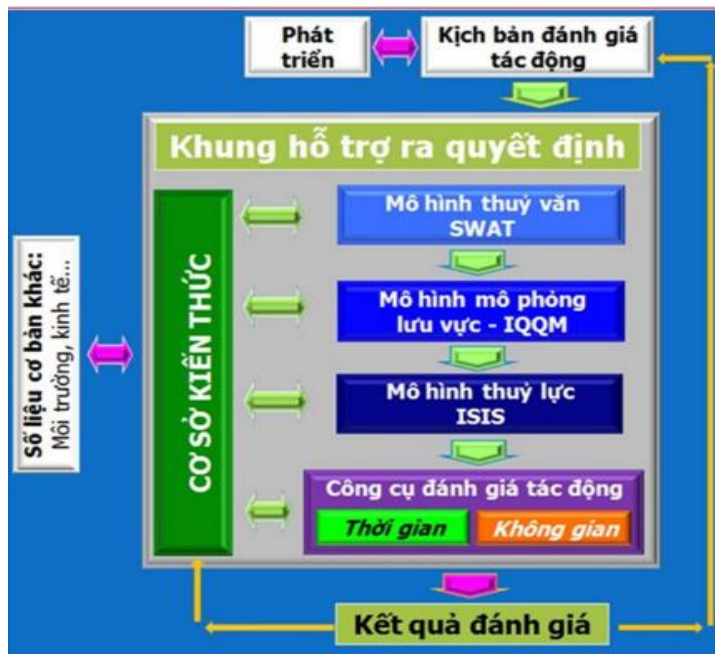 Phát
triển
Kịch bản đánh giá
tác động
Khung hỗ trợ ra quyết định
Số liệu cơ bản khác:
Môi trường, kinh tế...
CƠ SỞ KIẾN THỨC
Mô hình thuỷ văn
SWAT
Mô hình mô phỏng
lưu vực - IQQM
Mô hình thuỷ lực
ISIS
Công cụ đánh giá tác động
Thời gian
Không gian
Kết quả đánh giá